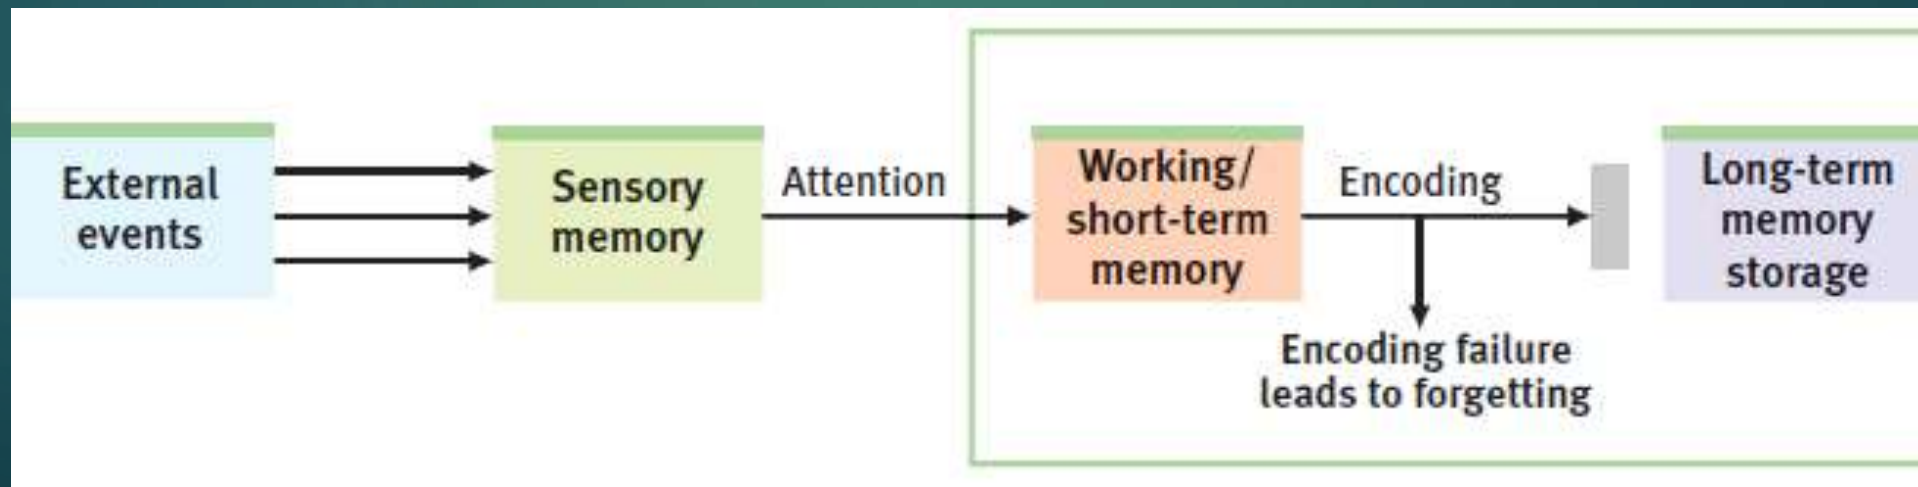 External
events
Sensory
memory
Attention
Working/
short-term
memory
Encoding
Long-term
memory
storage
Encoding failure
leads to forgetting